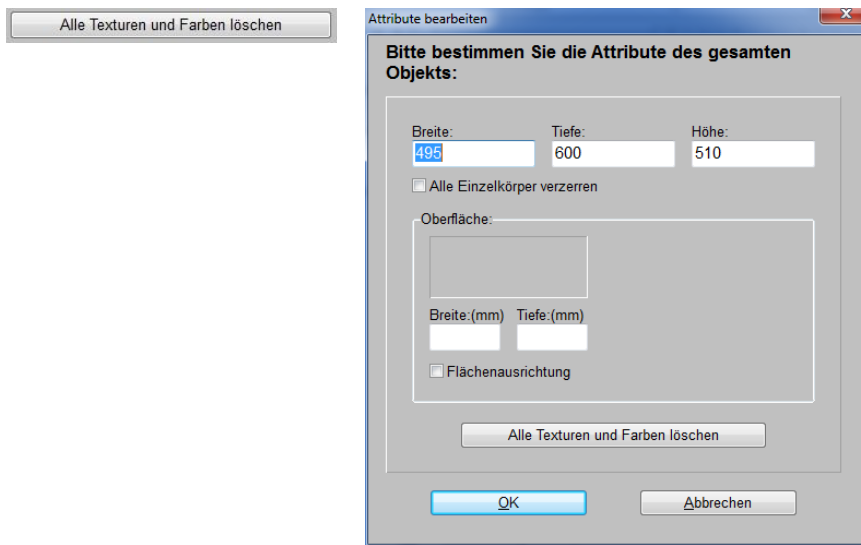 Alle Texturen und Farben löschen
Attribute bearbeiten
Bitte bestimmen Sie die Attribute des gesamten
Objekts:
Breite: Tiefe: Höhe:
495 600 510
Alle Einzelkörper verzerren
Oberfläche:
Breite:(mm) Tiefe:(mm)
Flächenausrichtung
Alle Texturen und Farben löschen
OK Abbrechen